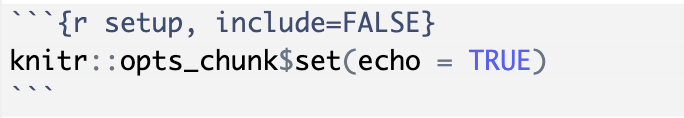 ```{r setup, include=FALSE}
knitr::opts_chunk$set(echo = TRUE)
```